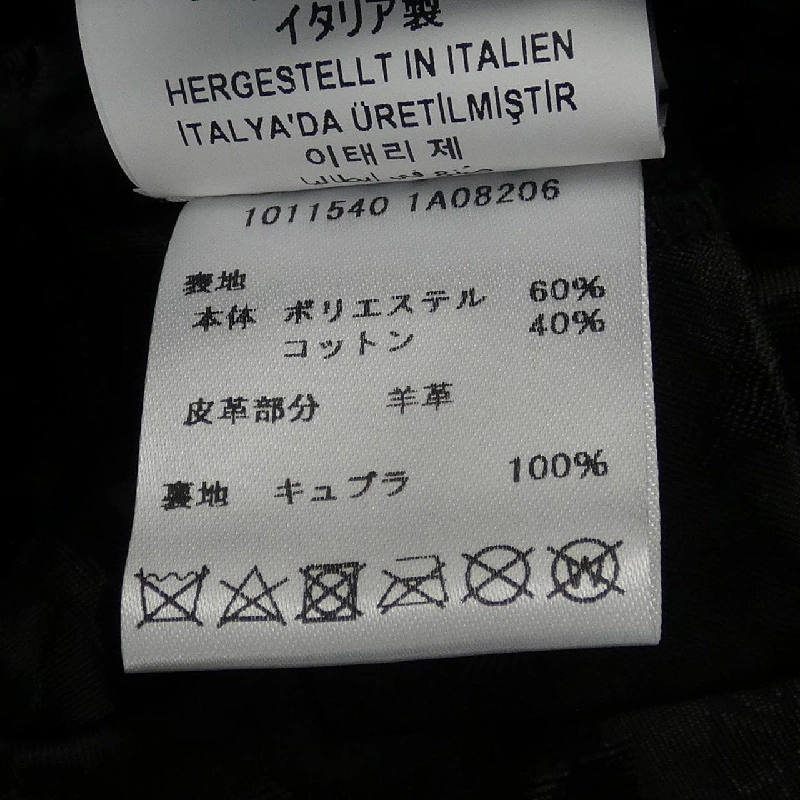 イタリア製
HERGESTELLT IN ITALIEN
ITALYA'DA ÜRETİLMİŞTİR
이태리 제
1011540 1A08206
表地
本体 ポリエステル 60%
コットン 40%
皮革部分 羊革
裏地 キュプラ 100%
W